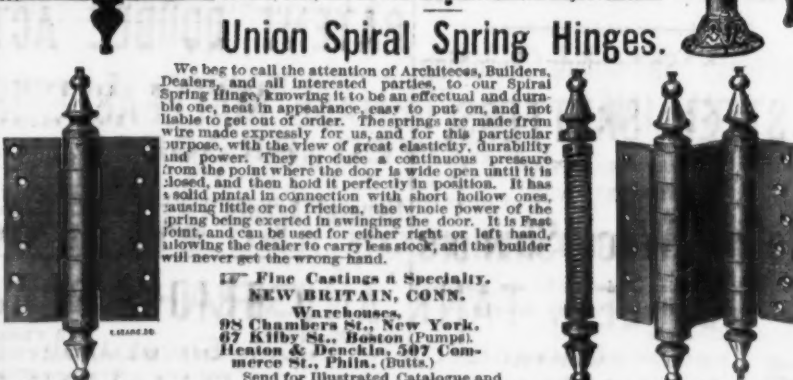 Union Spiral Spring Hinges.
We beg to call the attention of Architects, Builders,
Dealers, and all interested parties, to our Spiral
Spring Hinge, knowing it to be an effectual and dura-
ble one, neat in appearance, easy to put on, and not
liable to get out of order. The springs are made from
wire made expressly for us, and for this particular
purpose, with the view of great elasticity, durability
and power. They produce a continuous pressure
from the point where the door is wide open until it is
closed, and then hold it perfectly in position. It has
a solid pintal in connection with short hollow ones,
causing little or no friction, the whole power of the
spring being exerted in swinging the door. It is Fast
Joint, and can be used for either right or left hand,
allowing the dealer to carry less stock, and the builder
will never get the wrong hand.
☞ Fine Castings a Specialty.
NEW BRITAIN, CONN.
Warehouses,
98 Chambers St., New York.
67 Kilby St., Boston (Pumps).
Heaton & Denckla, 507 Com-
merce St., Phila. (Butts.)
Send for Illustrated Catalogue and